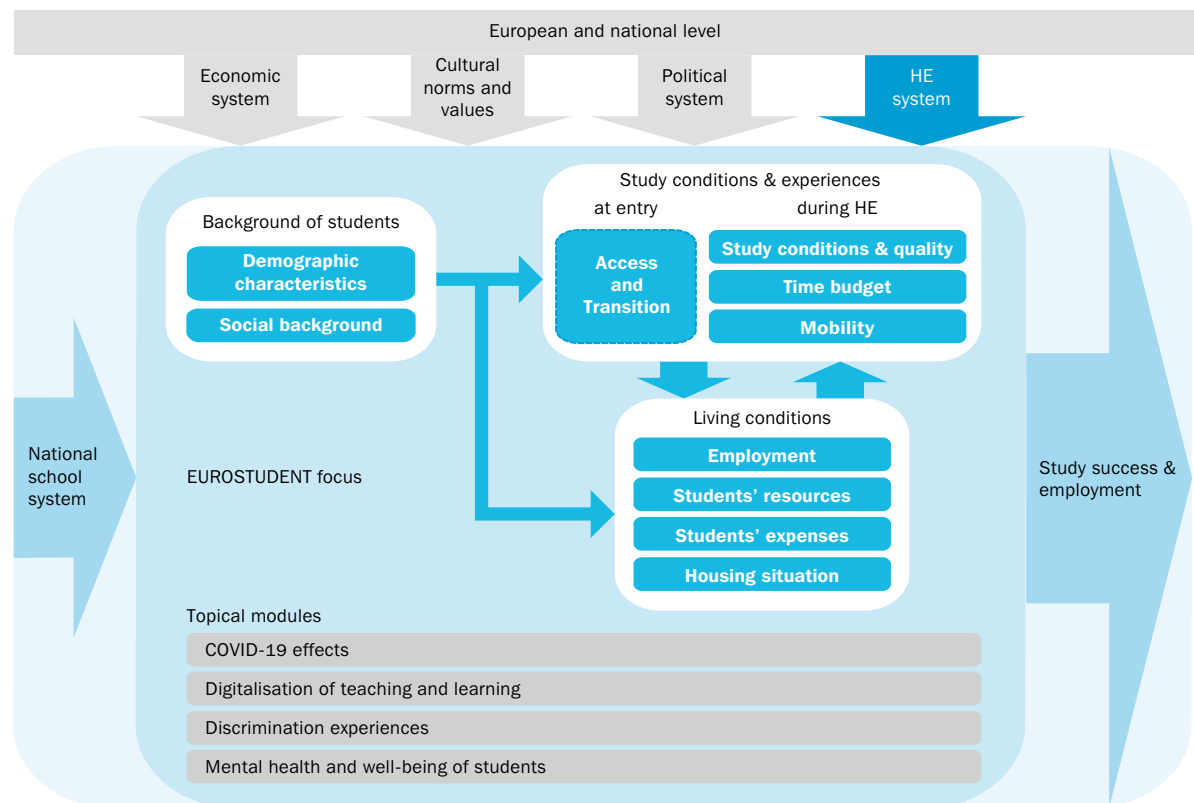 European and national level
Economic
system
Cultural
norms and
values
Political
system
HE
system
Study conditions & experiences
at entry
during HE
Background of students
Demographic
characteristics
Social background
Access
and
Transition
Study conditions & quality
Time budget
Mobility
Living conditions
Employment
Students’ resources
Students’ expenses
Housing situation
National
school
system
EUROSTUDENT focus
Study success &
employment
Topical modules
COVID-19 effects
Digitalisation of teaching and learning
Discrimination experiences
Mental health and well-being of students